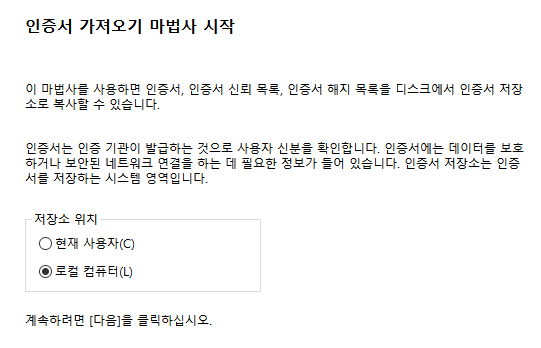 인증서 가져오기 마법사 시작
이 마법사를 사용하면 인증서, 인증서 신뢰 목록, 인증서 해지 목록을 디스크에서 인증서 저장
소로 복사할 수 있습니다.
인증서는 인증 기관이 발급하는 것으로 사용자 신분을 확인합니다. 인증서에는 데이터를 보호
하거나 보안된 네트워크 연결을 하는 데 필요한 정보가 들어 있습니다. 인증서 저장소는 인증
서를 저장하는 시스템 영역입니다.
저장소 위치
현재 사용자(C)
로컬 컴퓨터(L)
계속하려면 [다음]을 클릭하십시오.